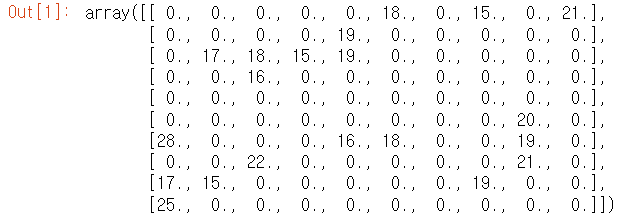 Out[1]: array([[ 0., 0., 0., 0., 0., 18., 0., 15., 0., 21.],
[ 0., 0., 0., 0., 19., 0., 0., 0., 0., 0.],
[ 0., 17., 18., 15., 19., 0., 0., 0., 0., 0.],
[ 0., 0., 16., 0., 0., 0., 0., 0., 0., 0.],
[ 0., 0., 0., 0., 0., 0., 0., 0., 0., 0.],
[ 0., 0., 0., 0., 0., 0., 0., 0., 20., 0.],
[28., 0., 0., 0., 16., 18., 0., 0., 19., 0.],
[ 0., 0., 22., 0., 0., 0., 0., 0., 21., 0.],
[17., 15., 0., 0., 0., 0., 0., 19., 0., 0.],
[25., 0., 0., 0., 0., 0., 0., 0., 0., 0.]])